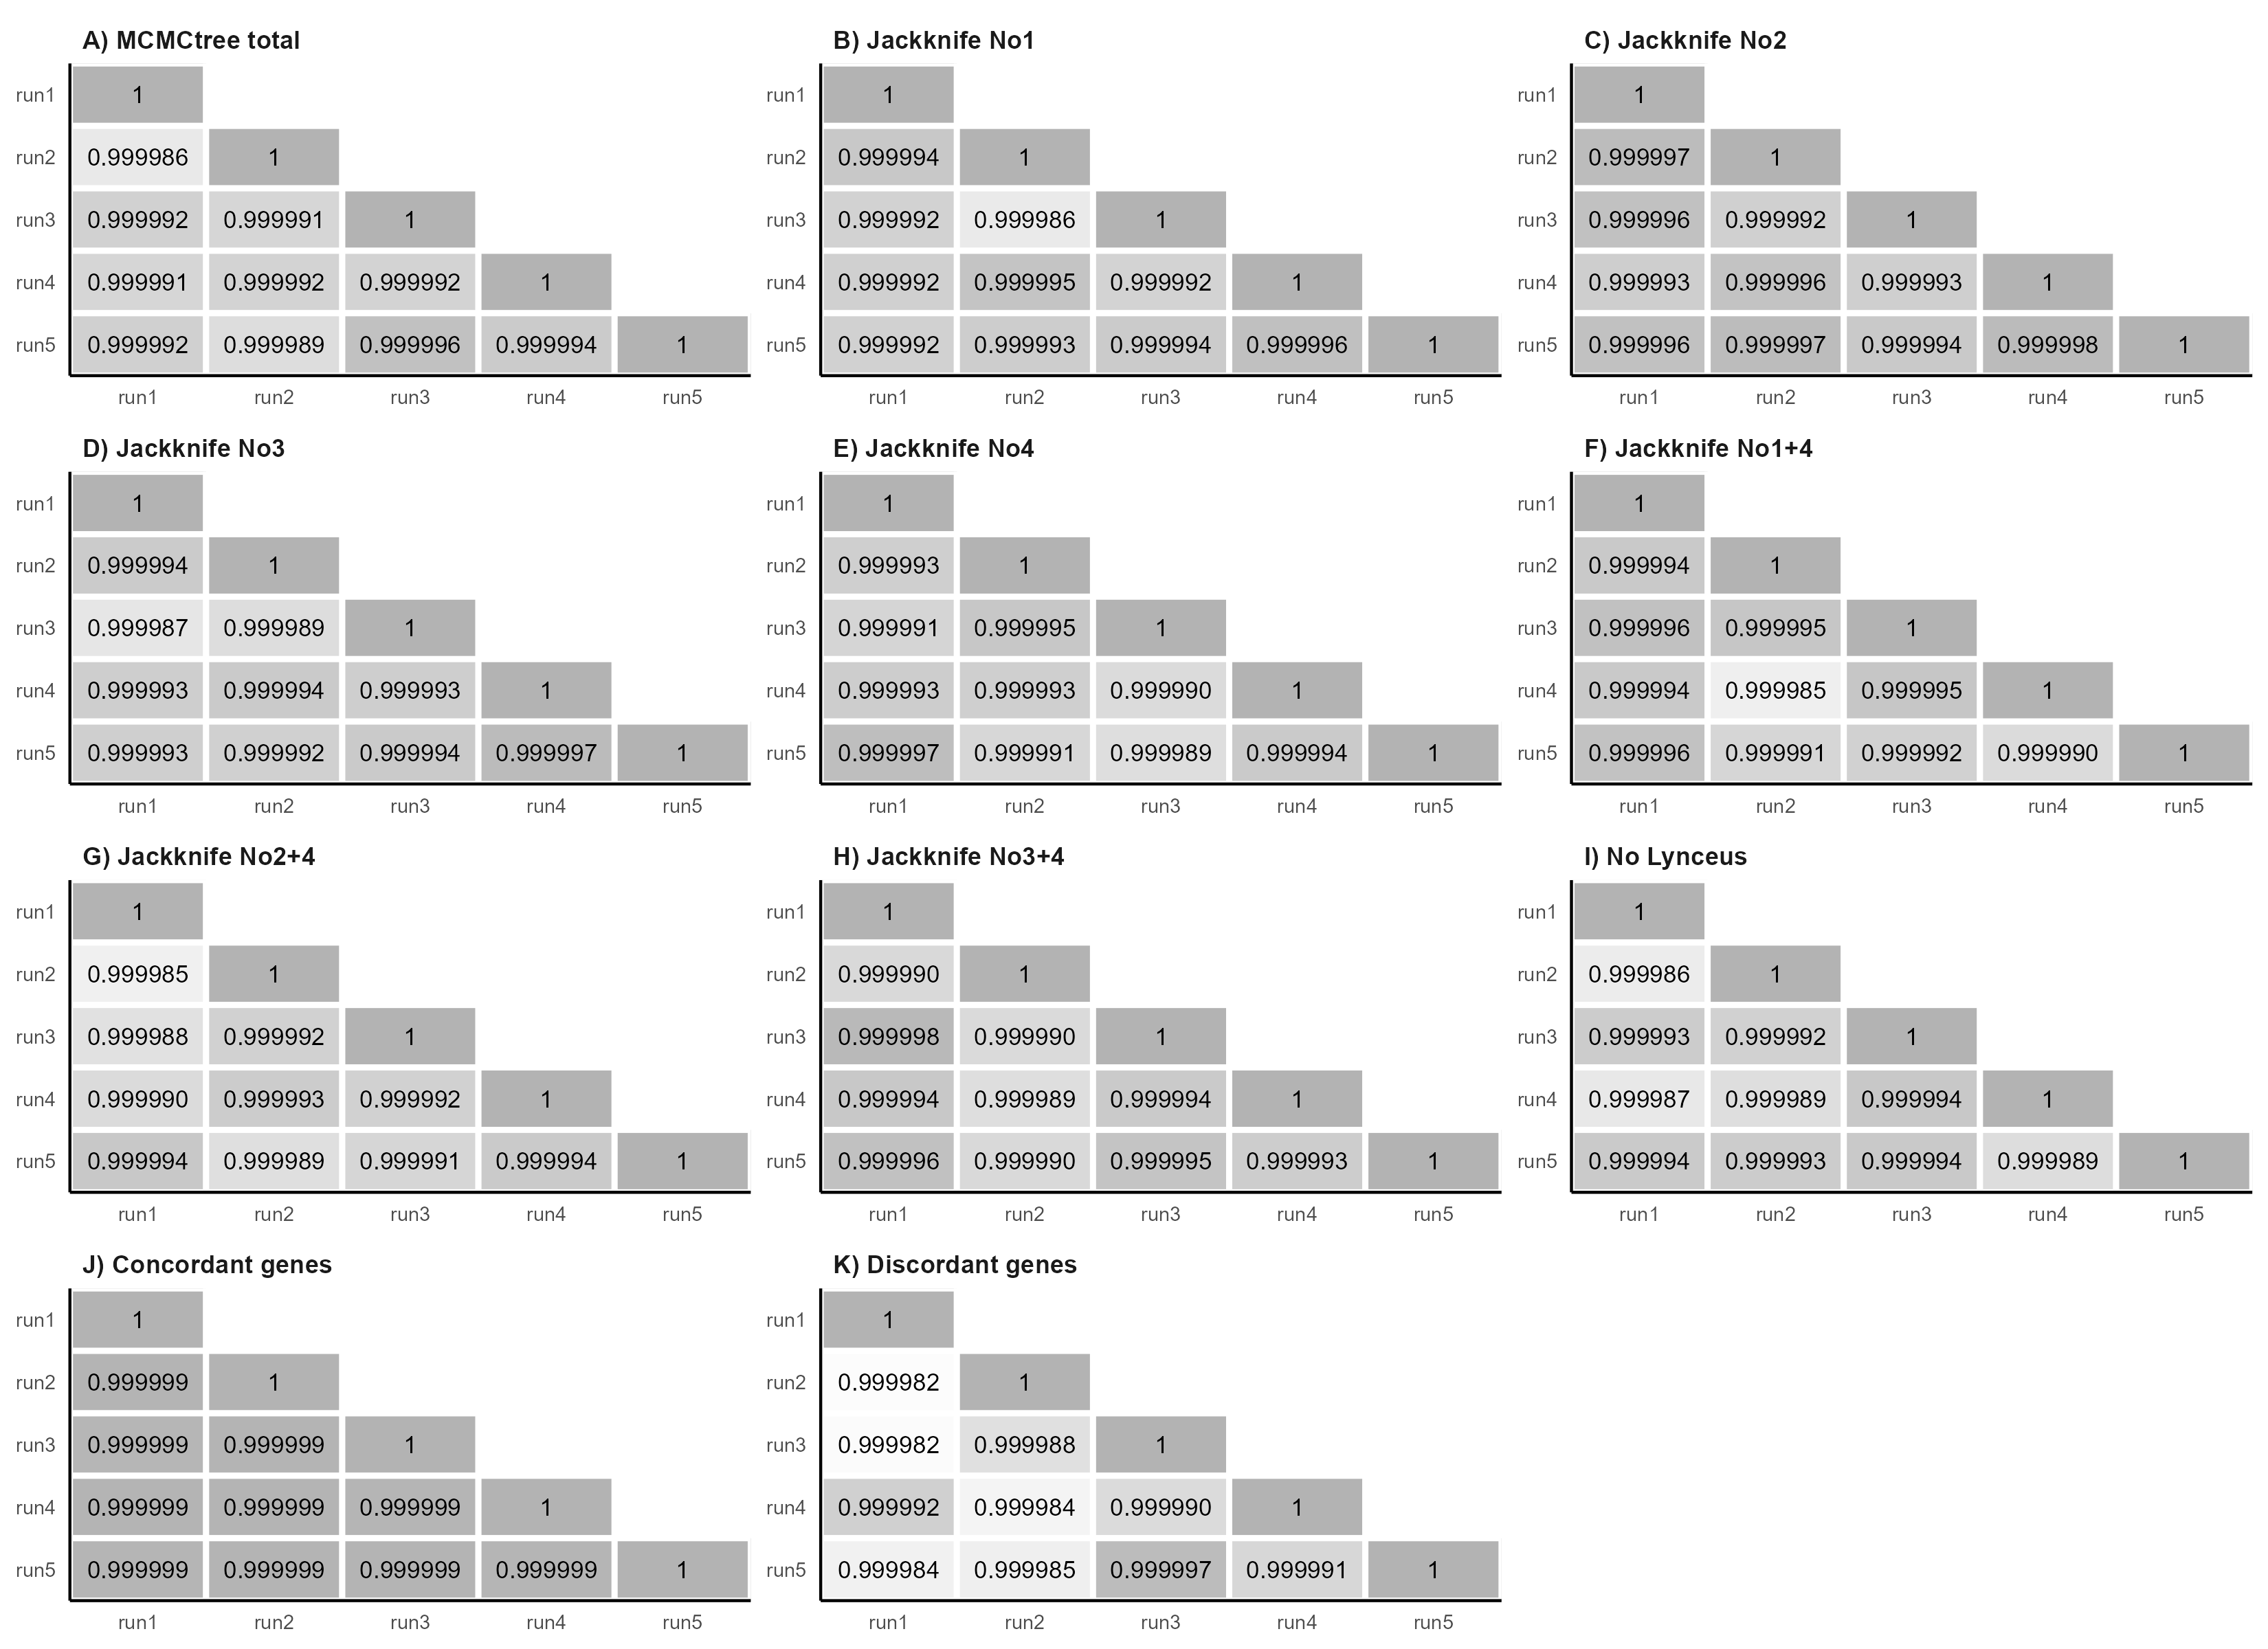 A) MCMCtree total B) Jackknife No1 C) Jackknife No2
run1 1 run1 1 run1 1
run2 0.999986 1 run2 0.999994 1 run2 0.999997 1
run3 0.999992 0.999991 1 run3 0.999992 0.999986 1 run3 0.999996 0.999992 1
run4 0.999991 0.999992 0.999992 1 run4 0.999992 0.999995 0.999992 1 run4 0.999993 0.999996 0.999993 1
run5 0.999992 0.999989 0.999996 0.999994 1 run5 0.999992 0.999993 0.999994 0.999996 1 run5 0.999996 0.999997 0.999994 0.999998 1
run1 run2 run3 run4 run5 run1 run2 run3 run4 run5 run1 run2 run3 run4 run5
D) Jackknife No3 E) Jackknife No4 F) Jackknife No1+4
run1 1 run1 1 run1 1
run2 0.999994 1 run2 0.999993 1 run2 0.999994 1
run3 0.999987 0.999989 1 run3 0.999991 0.999995 1 run3 0.999996 0.999995 1
run4 0.999993 0.999994 0.999993 1 run4 0.999993 0.999993 0.999990 1 run4 0.999994 0.999985 0.999995 1
run5 0.999993 0.999992 0.999994 0.999997 1 run5 0.999997 0.999991 0.999989 0.999994 1 run5 0.999996 0.999991 0.999992 0.999990 1
run1 run2 run3 run4 run5 run1 run2 run3 run4 run5 run1 run2 run3 run4 run5
G) Jackknife No2+4 H) Jackknife No3+4 I) No Lynceus
run1 1 run1 1 run1 1
run2 0.999985 1 run2 0.999990 1 run2 0.999986 1
run3 0.999988 0.999992 1 run3 0.999998 0.999990 1 run3 0.999993 0.999992 1
run4 0.999990 0.999993 0.999992 1 run4 0.999994 0.999989 0.999994 1 run4 0.999987 0.999989 0.999994 1
run5 0.999994 0.999989 0.999991 0.999994 1 run5 0.999996 0.999990 0.999995 0.999993 1 run5 0.999994 0.999993 0.999994 0.999989 1
run1 run2 run3 run4 run5 run1 run2 run3 run4 run5 run1 run2 run3 run4 run5
J) Concordant genes K) Discordant genes
run1 1 run1 1
run2 0.999999 1 run2 0.999982 1
run3 0.999999 0.999999 1 run3 0.999982 0.999988 1
run4 0.999999 0.999999 0.999999 1 run4 0.999992 0.999984 0.999990 1
run5 0.999999 0.999999 0.999999 0.999999 1 run5 0.999984 0.999985 0.999997 0.999991 1
run1 run2 run3 run4 run5 run1 run2 run3 run4 run5